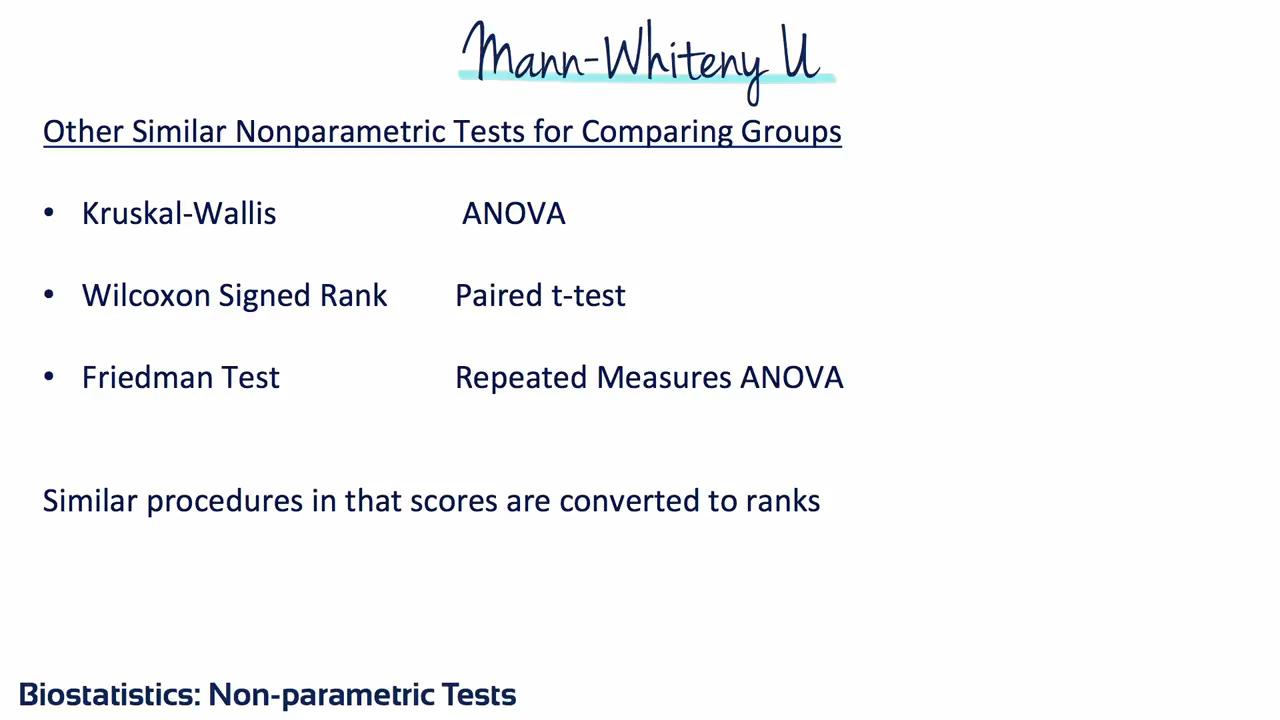 Mann-Whiteny U
Other Similar Nonparametric Tests for Comparing Groups
• Kruskal-Wallis ANOVA
• Wilcoxon Signed Rank Paired t-test
• Friedman Test Repeated Measures ANOVA
Similar procedures in that scores are converted to ranks
Biostatistics: Non-parametric Tests